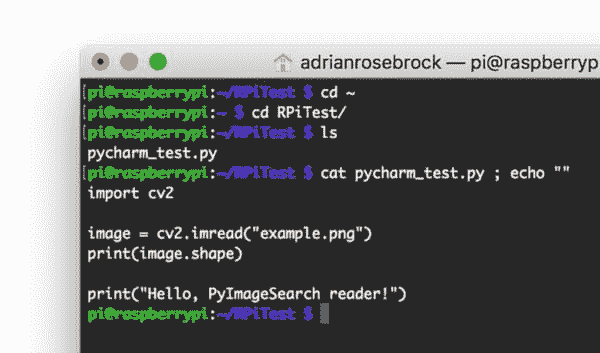 adrianrosebrock — pi@raspberryp
pi@raspberrypi:~/RPiTest $ cd ~
pi@raspberrypi:~ $ cd RPiTest/
pi@raspberrypi:~/RPiTest $ ls
pycharm_test.py
pi@raspberrypi:~/RPiTest $ cat pycharm_test.py ; echo ""
import cv2
image = cv2.imread("example.png")
print(image.shape)
print("Hello, PyImageSearch reader!")
pi@raspberrypi:~/RPiTest $